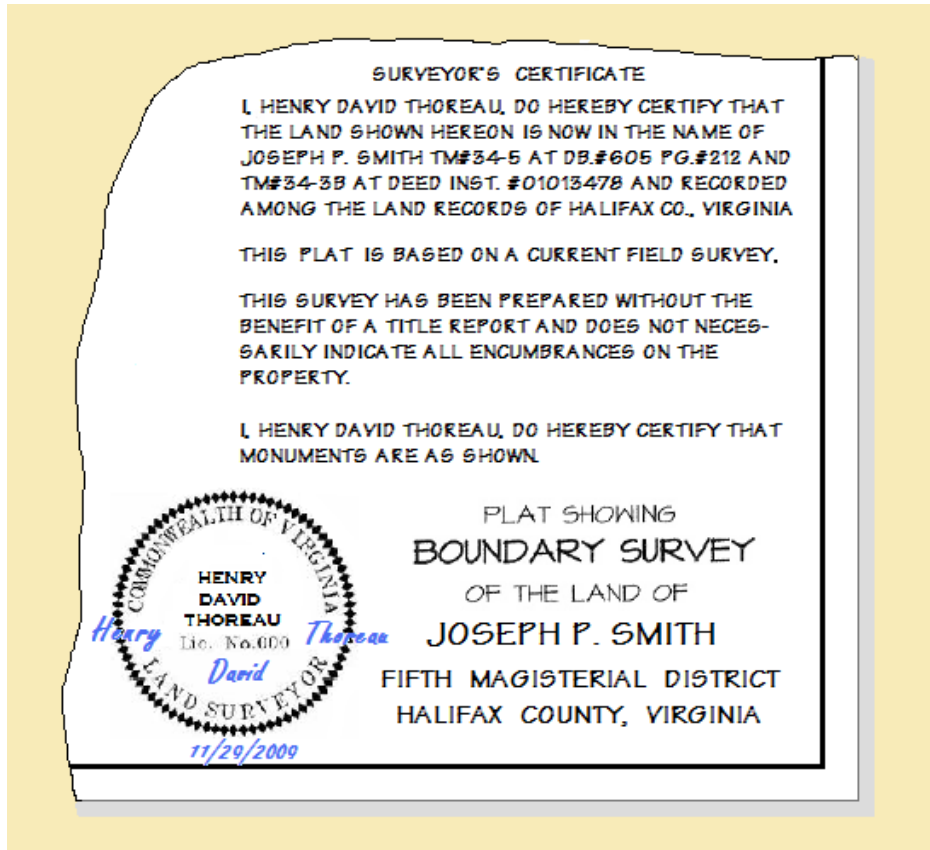 SURVEYOR'S CERTIFICATE
I, HENRY DAVID THOREAU, DO HEREBY CERTIFY THAT
THE LAND SHOWN HEREON IS NOW IN THE NAME OF
JOSEPH P. SMITH TM#34-5 AT DB.#605 PG.#212 AND
TM#34-3B AT DEED INST. #01013478 AND RECORDED
AMONG THE LAND RECORDS OF HALIFAX CO., VIRGINIA
THIS PLAT IS BASED ON A CURRENT FIELD SURVEY.
THIS SURVEY HAS BEEN PREPARED WITHOUT THE
BENEFIT OF A TITLE REPORT AND DOES NOT NECES-
SARILY INDICATE ALL ENCUMBRANCES ON THE
PROPERTY.
I, HENRY DAVID THOREAU, DO HEREBY CERTIFY THAT
MONUMENTS ARE AS SHOWN.
COMMONWEALTH OF VIRGINIA
HENRY
DAVID
THOREAU
Lic. No.000
Henry David Thoreau
LAND SURVEYOR
11/29/2009
PLAT SHOWING
BOUNDARY SURVEY
OF THE LAND OF
JOSEPH P. SMITH
FIFTH MAGISTERIAL DISTRICT
HALIFAX COUNTY, VIRGINIA